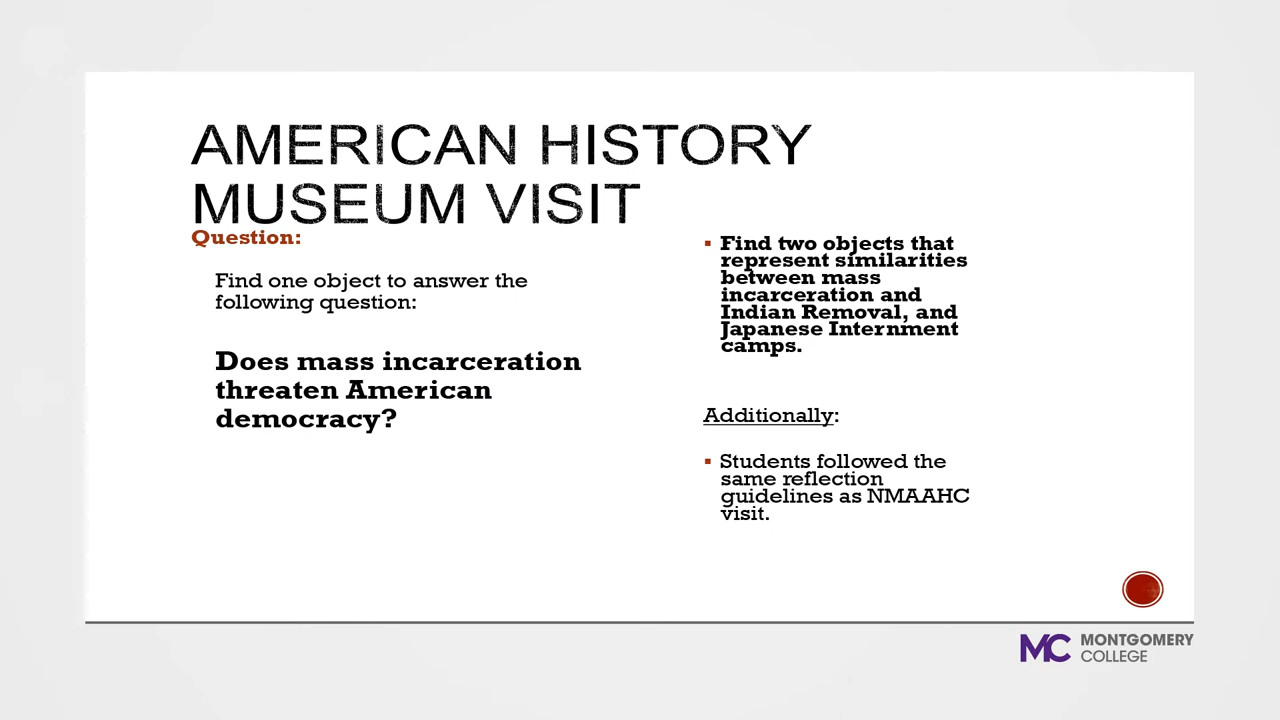 AMERICAN HISTORY
MUSEUM VISIT
Question:
Find one object to answer the
following question:
Does mass incarceration
threaten American
democracy?
▪ Find two objects that
represent similarities
between mass
incarceration and
Indian Removal, and
Japanese Internment
camps.
Additionally:
▪ Students followed the
same reflection
guidelines as NMAAHC
visit.
MC MONTGOMERY
COLLEGE